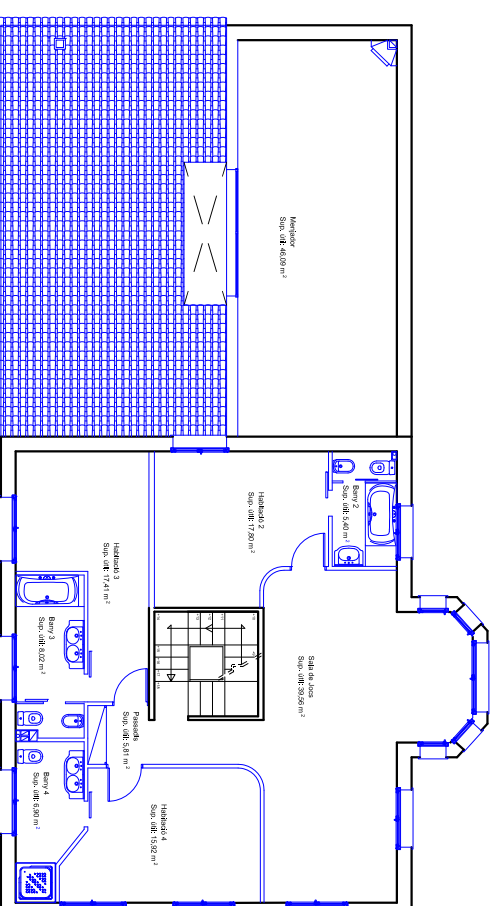 Menjador
Sup. útil: 46,09 m²
Bany 2
Sup. útil: 5,40 m²
Habitació 2
Sup. útil: 17,80 m²
Habitació 3
Sup. útil: 17,41 m²
Bany 3
Sup. útil: 8,02 m²
Sala de Jocs
Sup. útil: 39,56 m²
Passadís
Sup. útil: 5,81 m²
Bany 4
Sup. útil: 6,90 m²
Habitació 4
Sup. útil: 15,92 m²